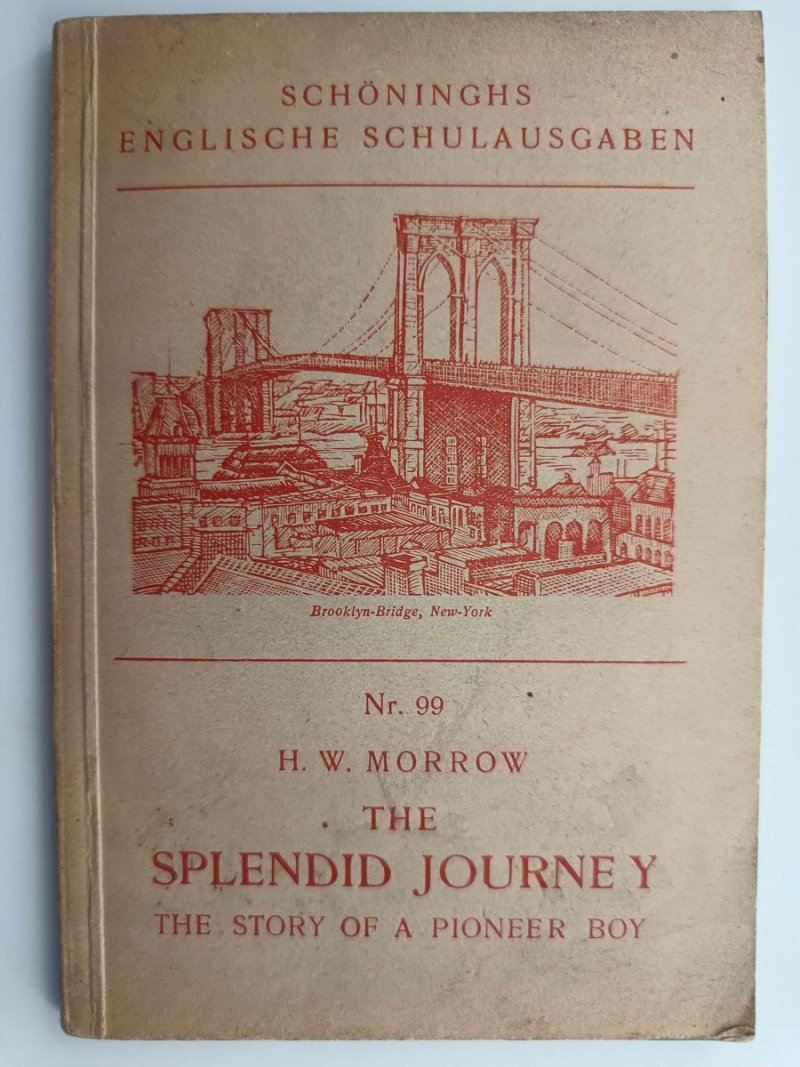 SCHÖNINGHS
ENGLISCHE SCHULAUSGABEN
Brooklyn-Bridge, New-York
Nr. 99
H. W. MORROW
THE
SPLENDID JOURNEY
THE STORY OF A PIONEER BOY